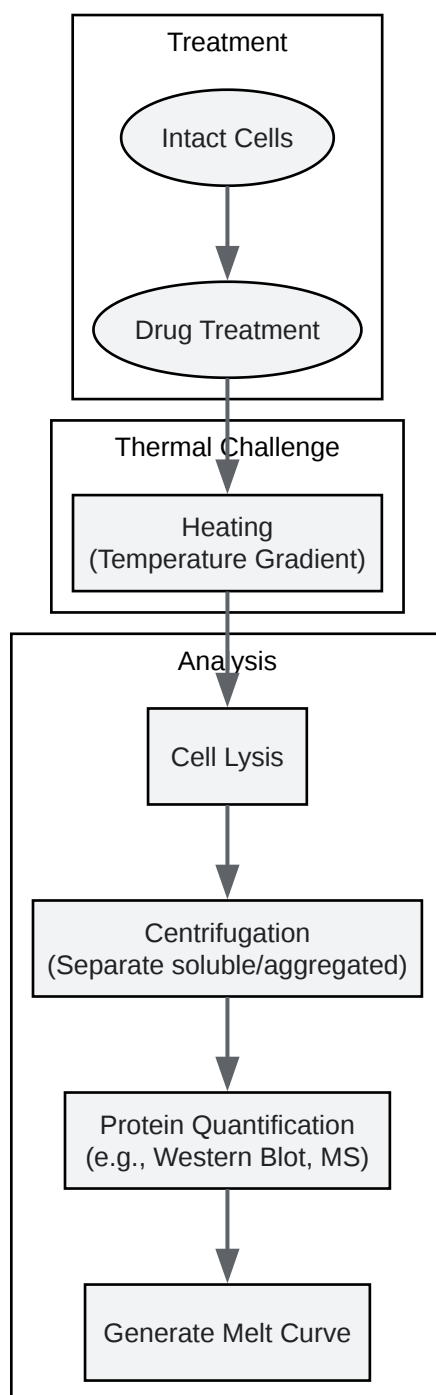 Treatment
Intact Cells
Drug Treatment
Thermal Challenge
Heating
(Temperature Gradient)
Analysis
Cell Lysis
Centrifugation
(Separate soluble/aggregated)
Protein Quantification
(e.g., Western Blot, MS)
Generate Melt Curve